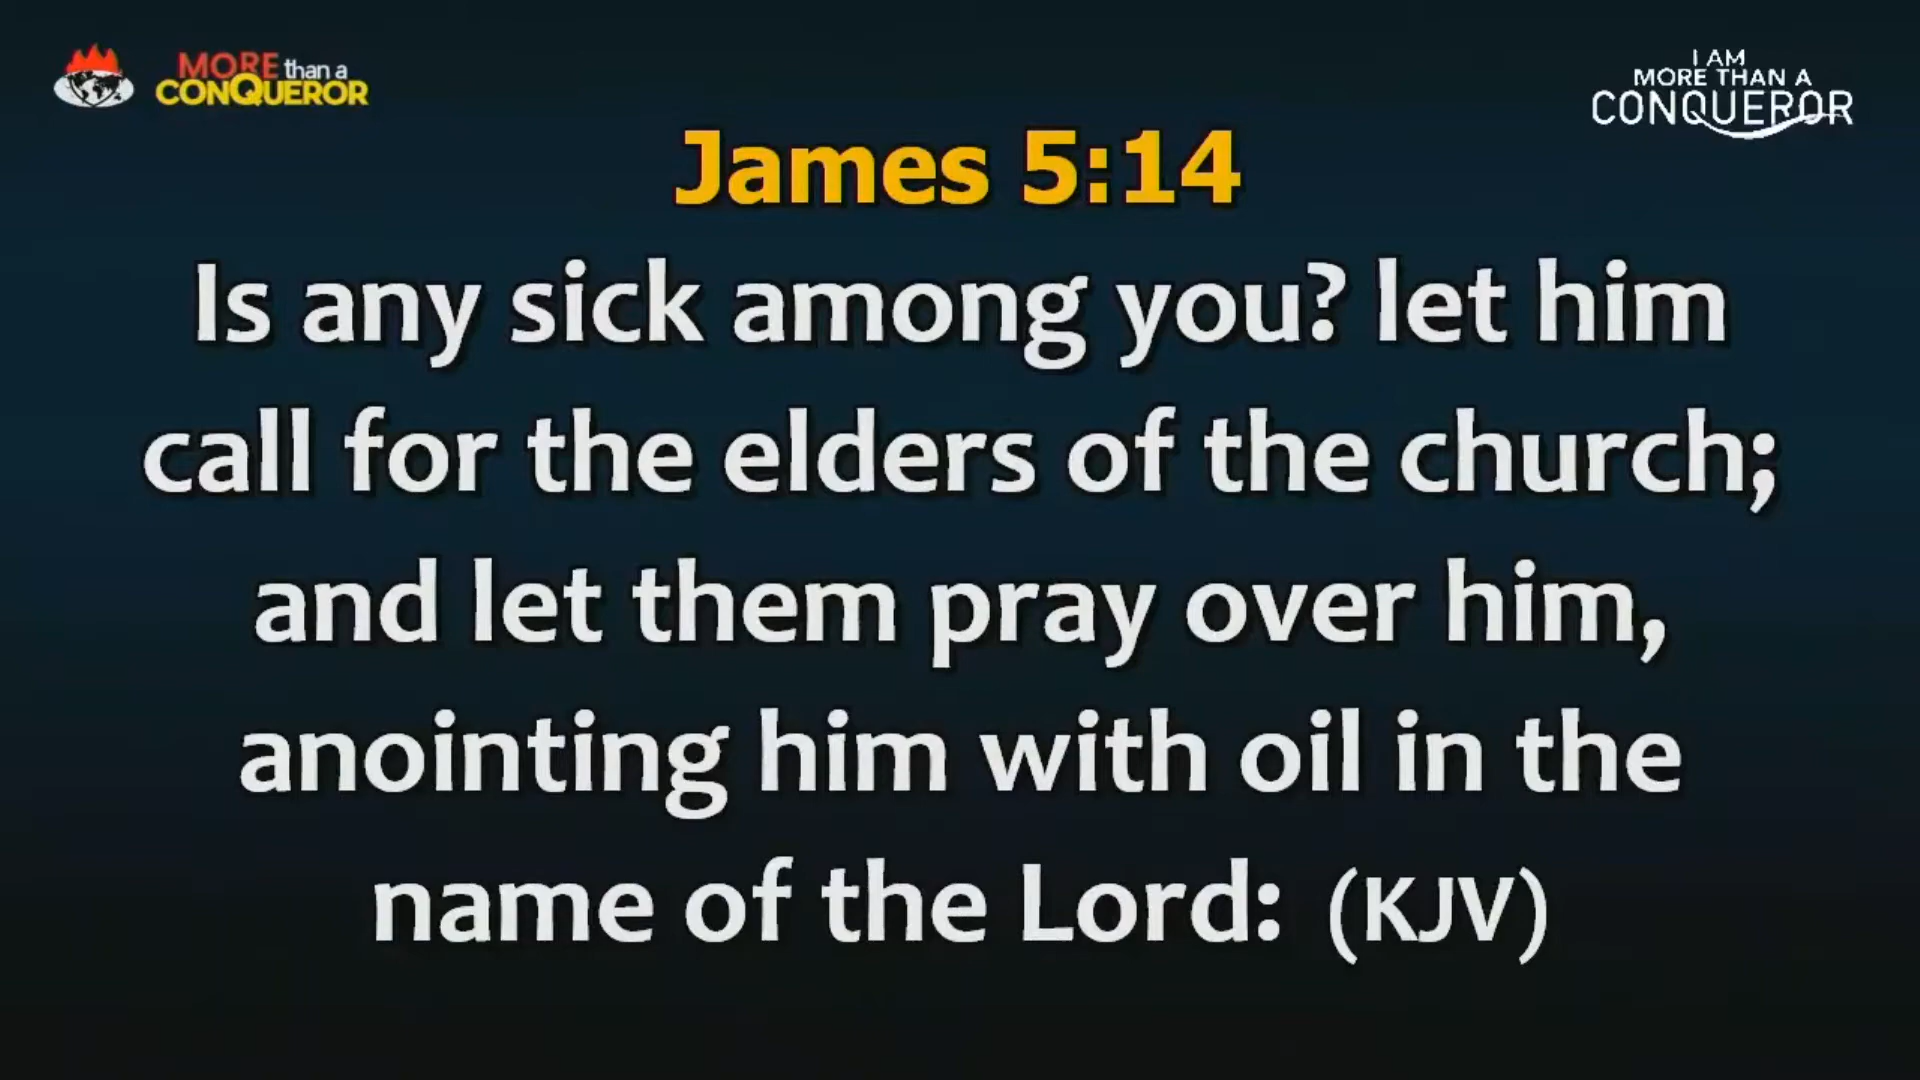 MORE than a
CONQUEROR
I AM
MORE THAN A
CONQUEROR
James 5:14
Is any sick among you? let him
call for the elders of the church;
and let them pray over him,
anointing him with oil in the
name of the Lord: (KJV)